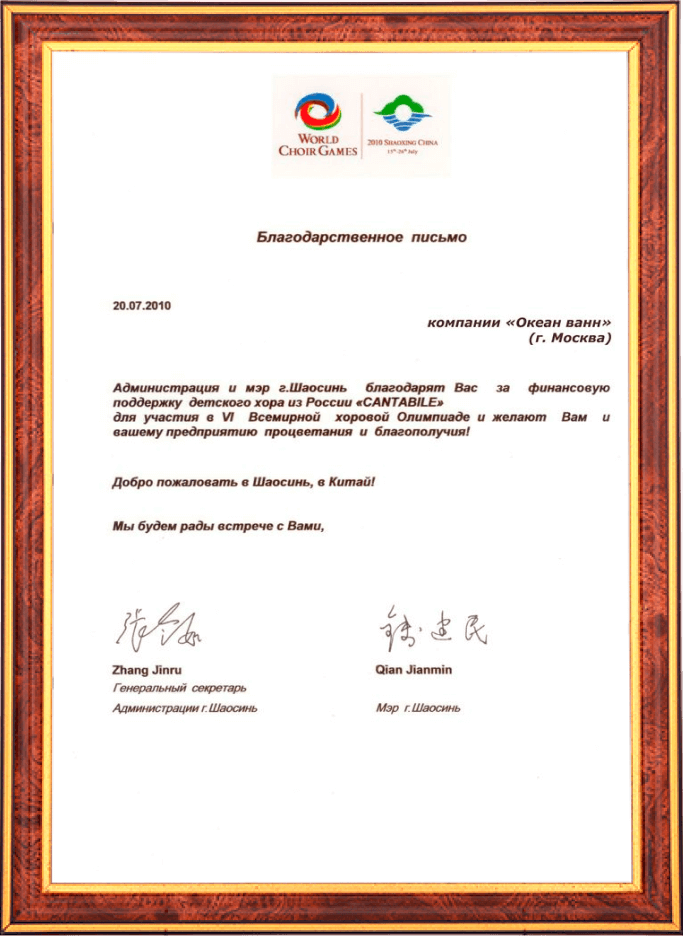 WORLD
CHOIR GAMES
2010 SHAOXING CHINA
15th-26th July
Благодарственное письмо
20.07.2010
компании «Океан ванн»
(г. Москва)
Администрация и мэр г.Шаосинь благодарят Вас за финансовую
поддержку детского хора из России «CANTABILE»
для участия в VI Всемирной хоровой Олимпиаде и желают Вам и
вашему предприятию процветания и благополучия!
Добро пожаловать в Шаосинь, в Китай!
Мы будем рады встрече с Вами,
Zhang Jinru
Qian Jianmin
Генеральный секретарь
Администрации г.Шаосинь
Мэр г.Шаосинь